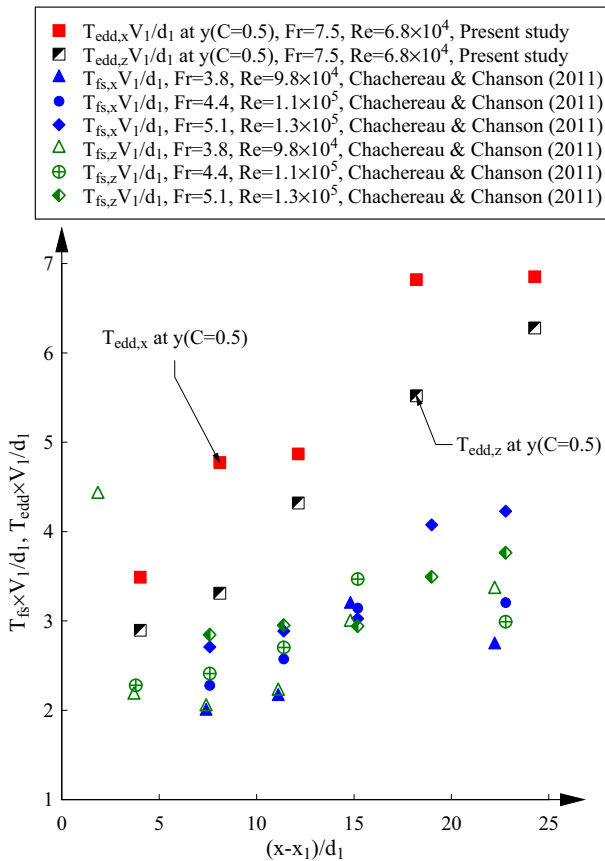 T_edd,x V_1/d_1 at y(C=0.5), Fr=7.5, Re=6.8×10^4, Present study
T_edd,z V_1/d_1 at y(C=0.5), Fr=7.5, Re=6.8×10^4, Present study
T_fs,x V_1/d_1, Fr=3.8, Re=9.8×10^4, Chachereau & Chanson (2011)
T_fs,x V_1/d_1, Fr=4.4, Re=1.1×10^5, Chachereau & Chanson (2011)
T_fs,x V_1/d_1, Fr=5.1, Re=1.3×10^5, Chachereau & Chanson (2011)
T_fs,z V_1/d_1, Fr=3.8, Re=9.8×10^4, Chachereau & Chanson (2011)
T_fs,z V_1/d_1, Fr=4.4, Re=1.1×10^5, Chachereau & Chanson (2011)
T_fs,z V_1/d_1, Fr=5.1, Re=1.3×10^5, Chachereau & Chanson (2011)
T_fs×V_1/d_1, T_edd×V_1/d_1
7
6
5
4
3
2
1
T_edd,x at y(C=0.5)
T_edd,z at y(C=0.5)
0 5 10 15 20 25
(x-x_1)/d_1